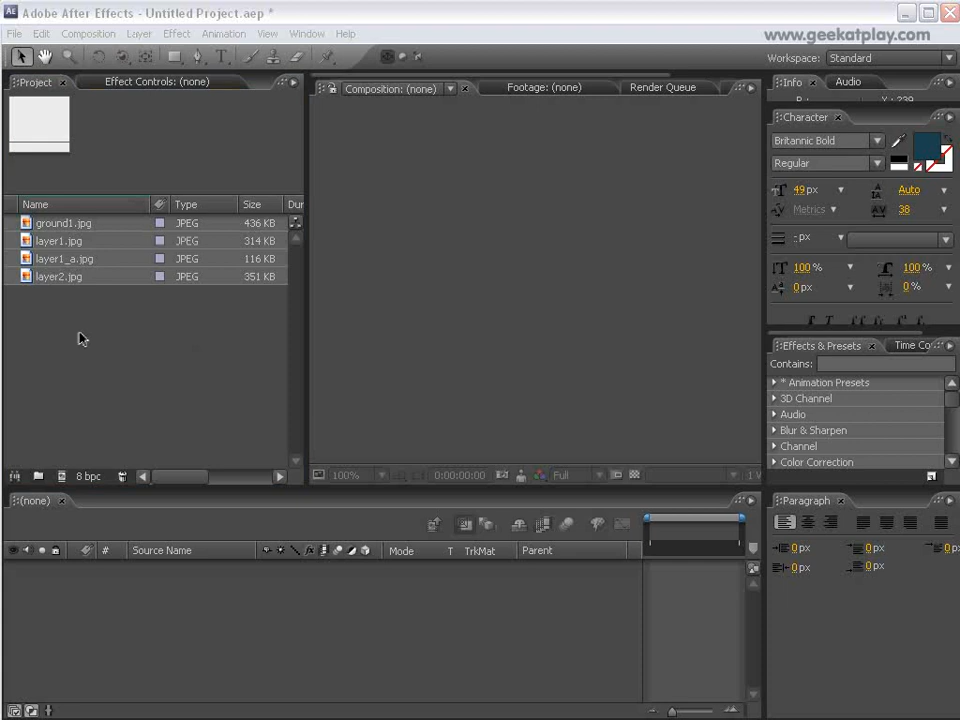 Adobe After Effects - Untitled Project.aep *
File Edit Composition Layer Effect Animation View Window Help
www.geekatplay.com
Workspace: Standard
Project Effect Controls: (none)
Composition: (none) Footage: (none) Render Queue
Info Audio
Y : 239
Character
Britannic Bold
Regular
49 px Auto
Metrics 38
- px
100 % 100 %
0 px 0 %
Name Type Size Dur
ground1.jpg JPEG 436 KB
layer1.jpg JPEG 314 KB
layer1_a.jpg JPEG 116 KB
layer2.jpg JPEG 351 KB
Effects & Presets Time Co
Contains:
* Animation Presets
3D Channel
Audio
Blur & Sharpen
Channel
Color Correction
8 bpc
100% 0:00:00:00 Full 1 V
(none)
# Source Name Mode T TrkMat Parent
Paragraph
0 px 0 px 0 p
0 px 0 px